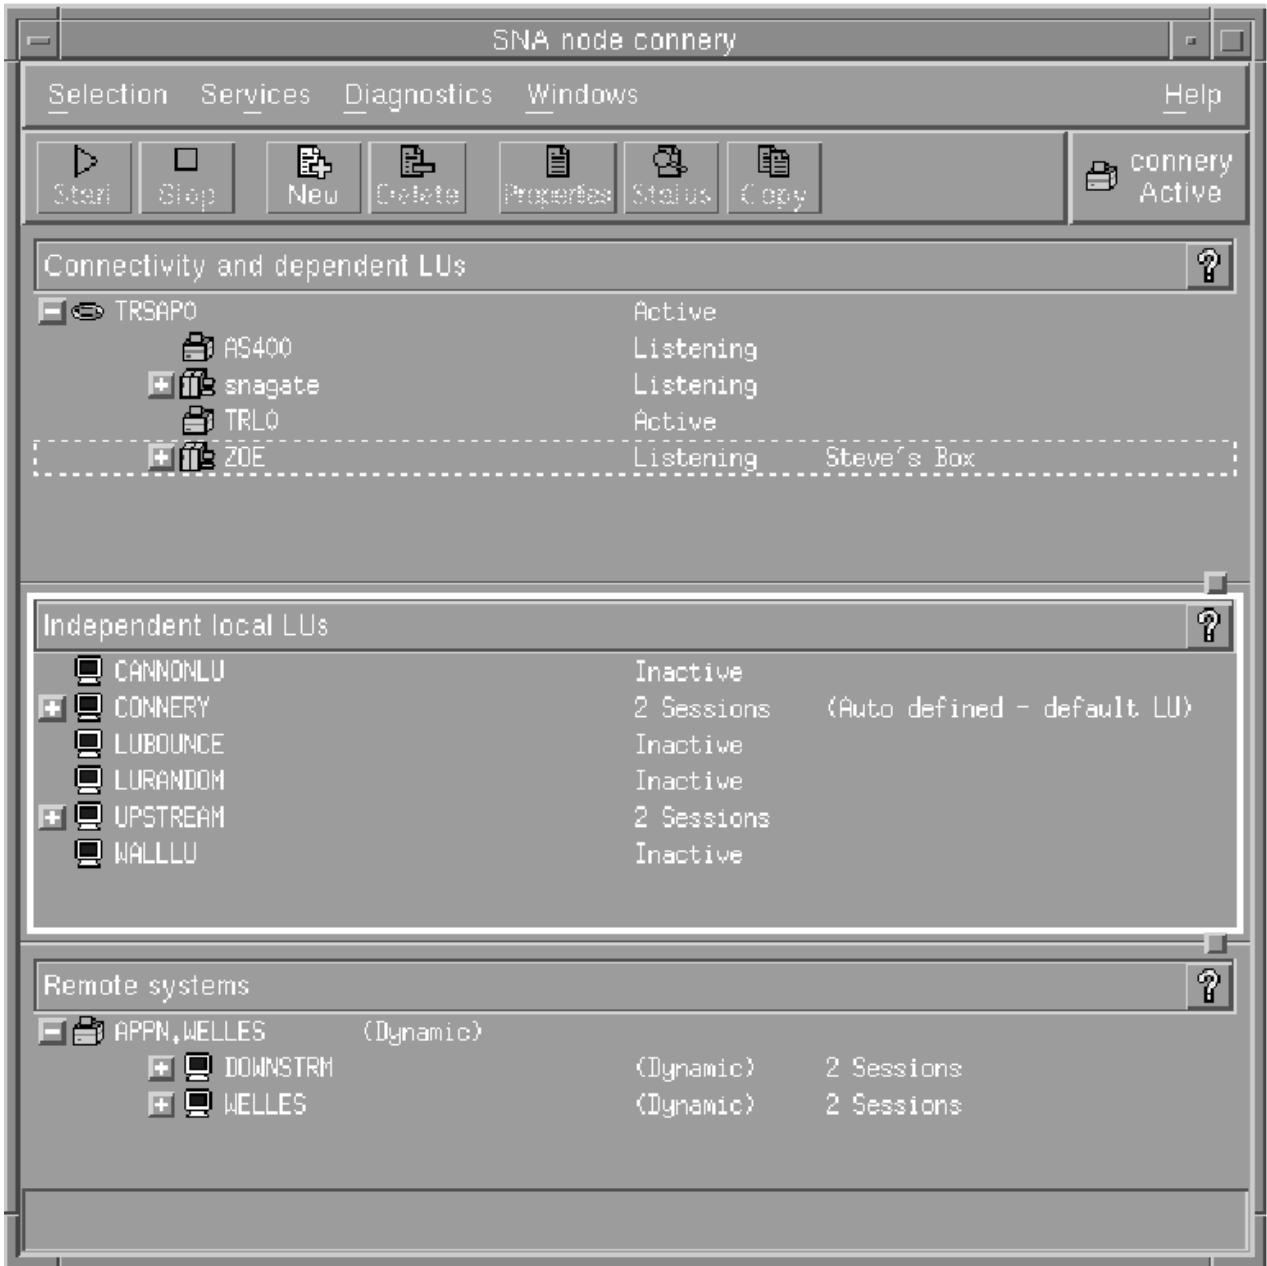 SNA node connery
Selection Services Diagnostics Windows Help
Start Stop New Delete Properties Status Copy connery Active
Connectivity and dependent LUs ?
TRSAP0 Active
AS400 Listening
snagate Listening
TRL0 Active
ZOE Listening Steve's Box
Independent local LUs ?
CANNONLU Inactive
CONNERY 2 Sessions (Auto defined - default LU)
LUBOUNCE Inactive
LURANDOM Inactive
UPSTREAM 2 Sessions
WALLLU Inactive
Remote systems ?
APPN.WELLES (Dynamic)
DOWNSTRM (Dynamic) 2 Sessions
WELLES (Dynamic) 2 Sessions